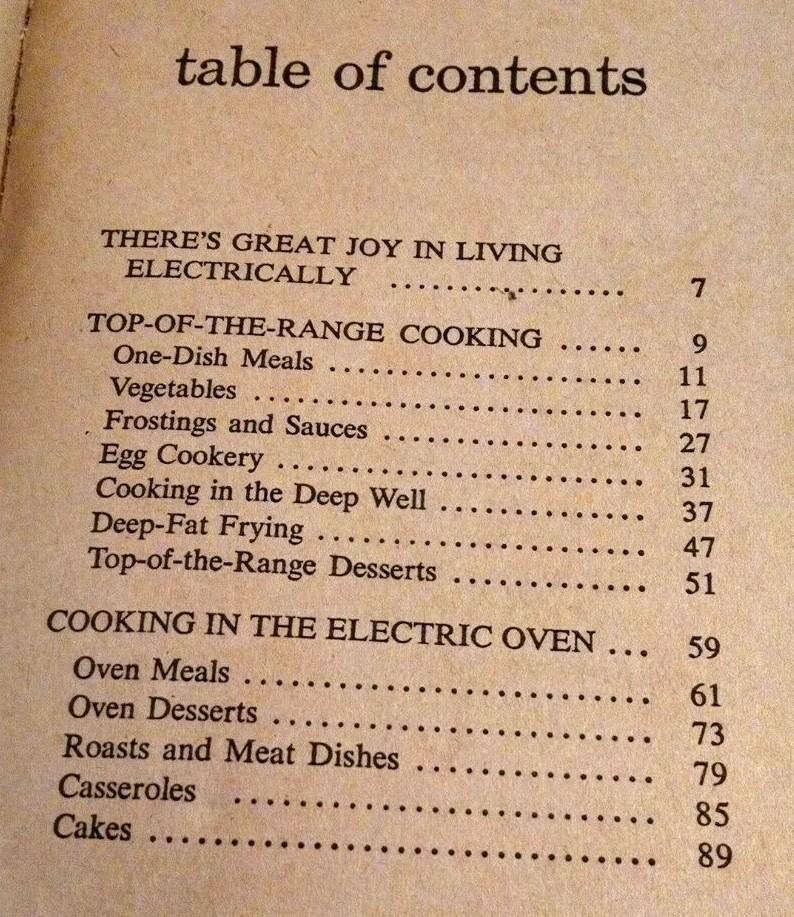 table of contents
THERE'S GREAT JOY IN LIVING
ELECTRICALLY ................. 7
TOP-OF-THE-RANGE COOKING ...... 9
One-Dish Meals ........................ 11
Vegetables .............................. 17
Frostings and Sauces .................... 27
Egg Cookery ............................ 31
Cooking in the Deep Well ............... 37
Deep-Fat Frying ......................... 47
Top-of-the-Range Desserts .............. 51
COOKING IN THE ELECTRIC OVEN ... 59
Oven Meals .............................. 61
Oven Desserts ........................... 73
Roasts and Meat Dishes ................. 79
Casseroles ............................... 85
Cakes .................................... 89